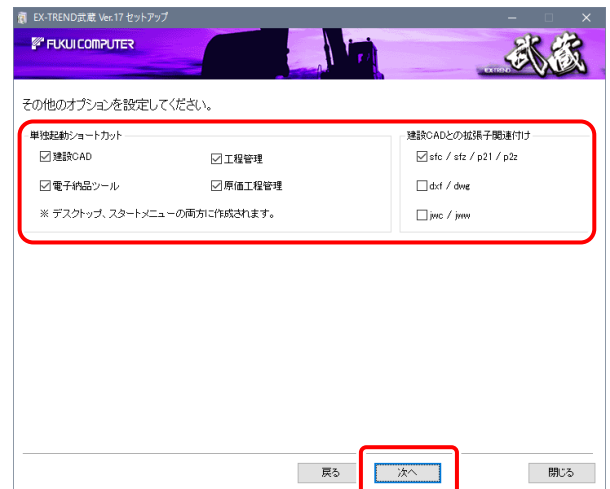 EX-TREND武蔵 Ver.17 セットアップ
FUKUI COMPUTER
EX-TREND 武蔵
その他のオプションを設定してください。
単独起動ショートカット
建設CAD
工程管理
電子納品ツール
原価工程管理
※ デスクトップ、スタートメニューの両方に作成されます。
建設CADとの拡張子関連付け
sfc / sfz / p21 / p2z
dxf / dwg
jwc / jww
戻る
次へ
閉じる